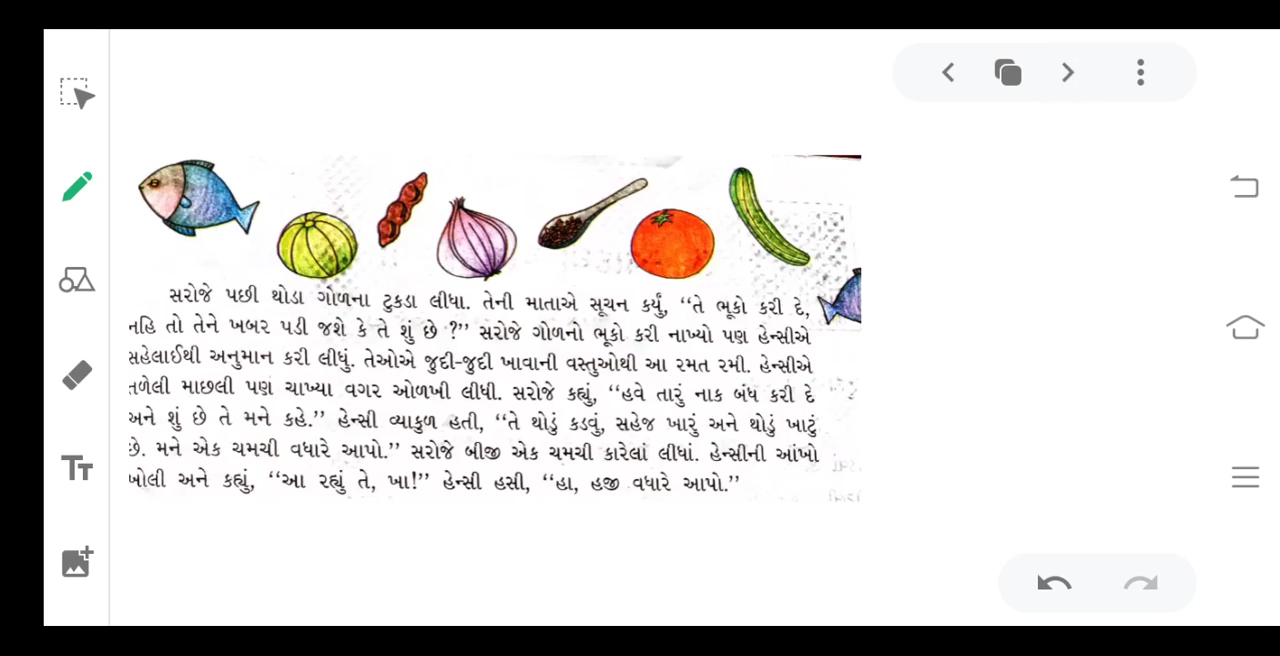 સરોજે પછી થોડા ગોળના ટુકડા લીધા. તેની માતાએ સૂચન કર્યું, “તે ભૂકો કરી દે,
નહિ તો તેને ખબર પડી જશે કે તે શું છે ?” સરોજે ગોળનો ભૂકો કરી નાખ્યો પણ હેન્સીએ
સહેલાઈથી અનુમાન કરી લીધું. તેઓએ જુદી-જુદી ખાવાની વસ્તુઓથી આ રમત રમી. હેન્સીએ
તળેલી માછલી પણ ચાખ્યા વગર ઓળખી લીધી. સરોજે કહ્યું, “હવે તારું નાક બંધ કરી દે
અને શું છે તે મને કહે.” હેન્સી વ્યાકુળ હતી, “તે થોડું કડવું, સહેજ ખારું અને થોડું ખાટું
છે. મને એક ચમચી વધારે આપો.” સરોજે બીજી એક ચમચી કારેલાં લીધાં. હેન્સીની આંખો
ખોલી અને કહ્યું, “આ રહ્યું તે, ખા!” હેન્સી હસી, “હા, હજી વધારે આપો.”
Tт